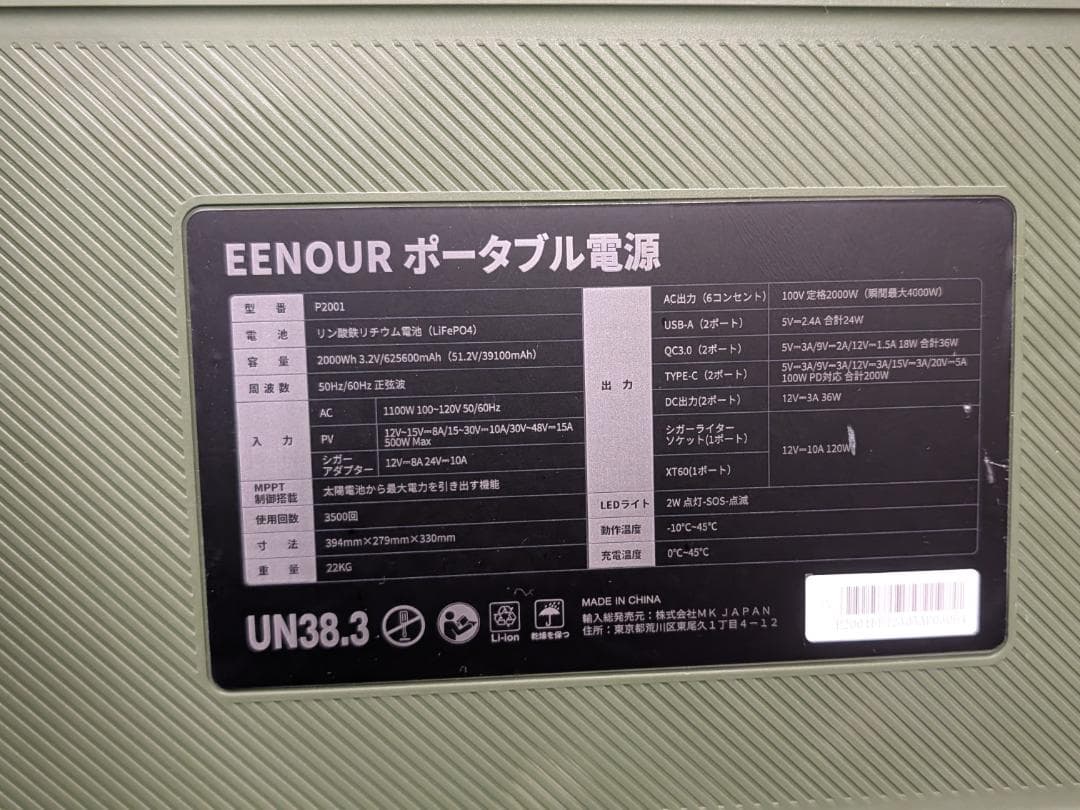 EENOUR ポータブル電源
型 番 P2001
電 池 リン酸鉄リチウム電池（LiFePO4）
容 量 2000Wh 3.2V/625600mAh（51.2V/39100mAh）
周 波 数 50Hz/60Hz 正弦波
入 力
AC 1100W 100~120V 50/60Hz
PV 12V~15V⎓8A/15~30V⎓10A/30V~48V⎓15A
500W Max
シガー
アダプター 12V⎓8A 24V⎓10A
MPPT
制御搭載 太陽電池から最大電力を引き出す機能
使用回数 3500回
寸 法 394mm×279mm×330mm
重 量 22KG
出 力
AC出力（6コンセント） 100V 定格2000W（瞬間最大4000W）
USB-A（2ポート） 5V⎓2.4A 合計24W
QC3.0（2ポート） 5V⎓3A/9V⎓2A/12V⎓1.5A 18W 合計36W
TYPE-C（2ポート） 5V⎓3A/9V⎓3A/12V⎓3A/15V⎓3A/20V⎓5A
100W PD対応 合計200W
DC出力(2ポート） 12V⎓3A 36W
シガーライター
ソケット(1ポート）
12V⎓10A 120W
XT60(1ポート）
LEDライト 2W 点灯-SOS-点滅
動作温度 -10°C~45°C
充電温度 0°C~45°C
UN38.3
Li-ion
乾燥を保つ
MADE IN CHINA
輸入総発売元：株式会社MK JAPAN
住所：東京都荒川区東尾久1丁目4－12